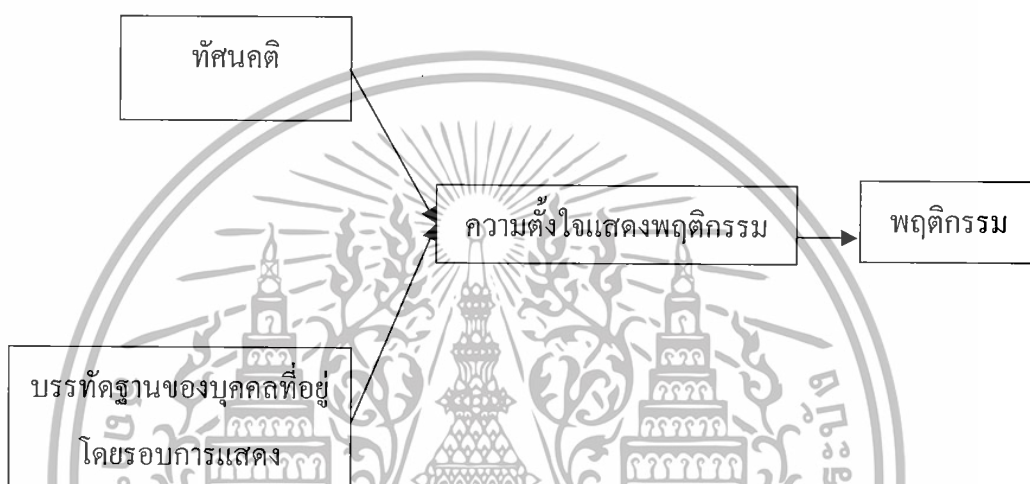 ทัศนคติ
ความตั้งใจแสดงพฤติกรรม
พฤติกรรม
บรรทัดฐานของบุคคลที่อยู่
โดยรอบการแสดง